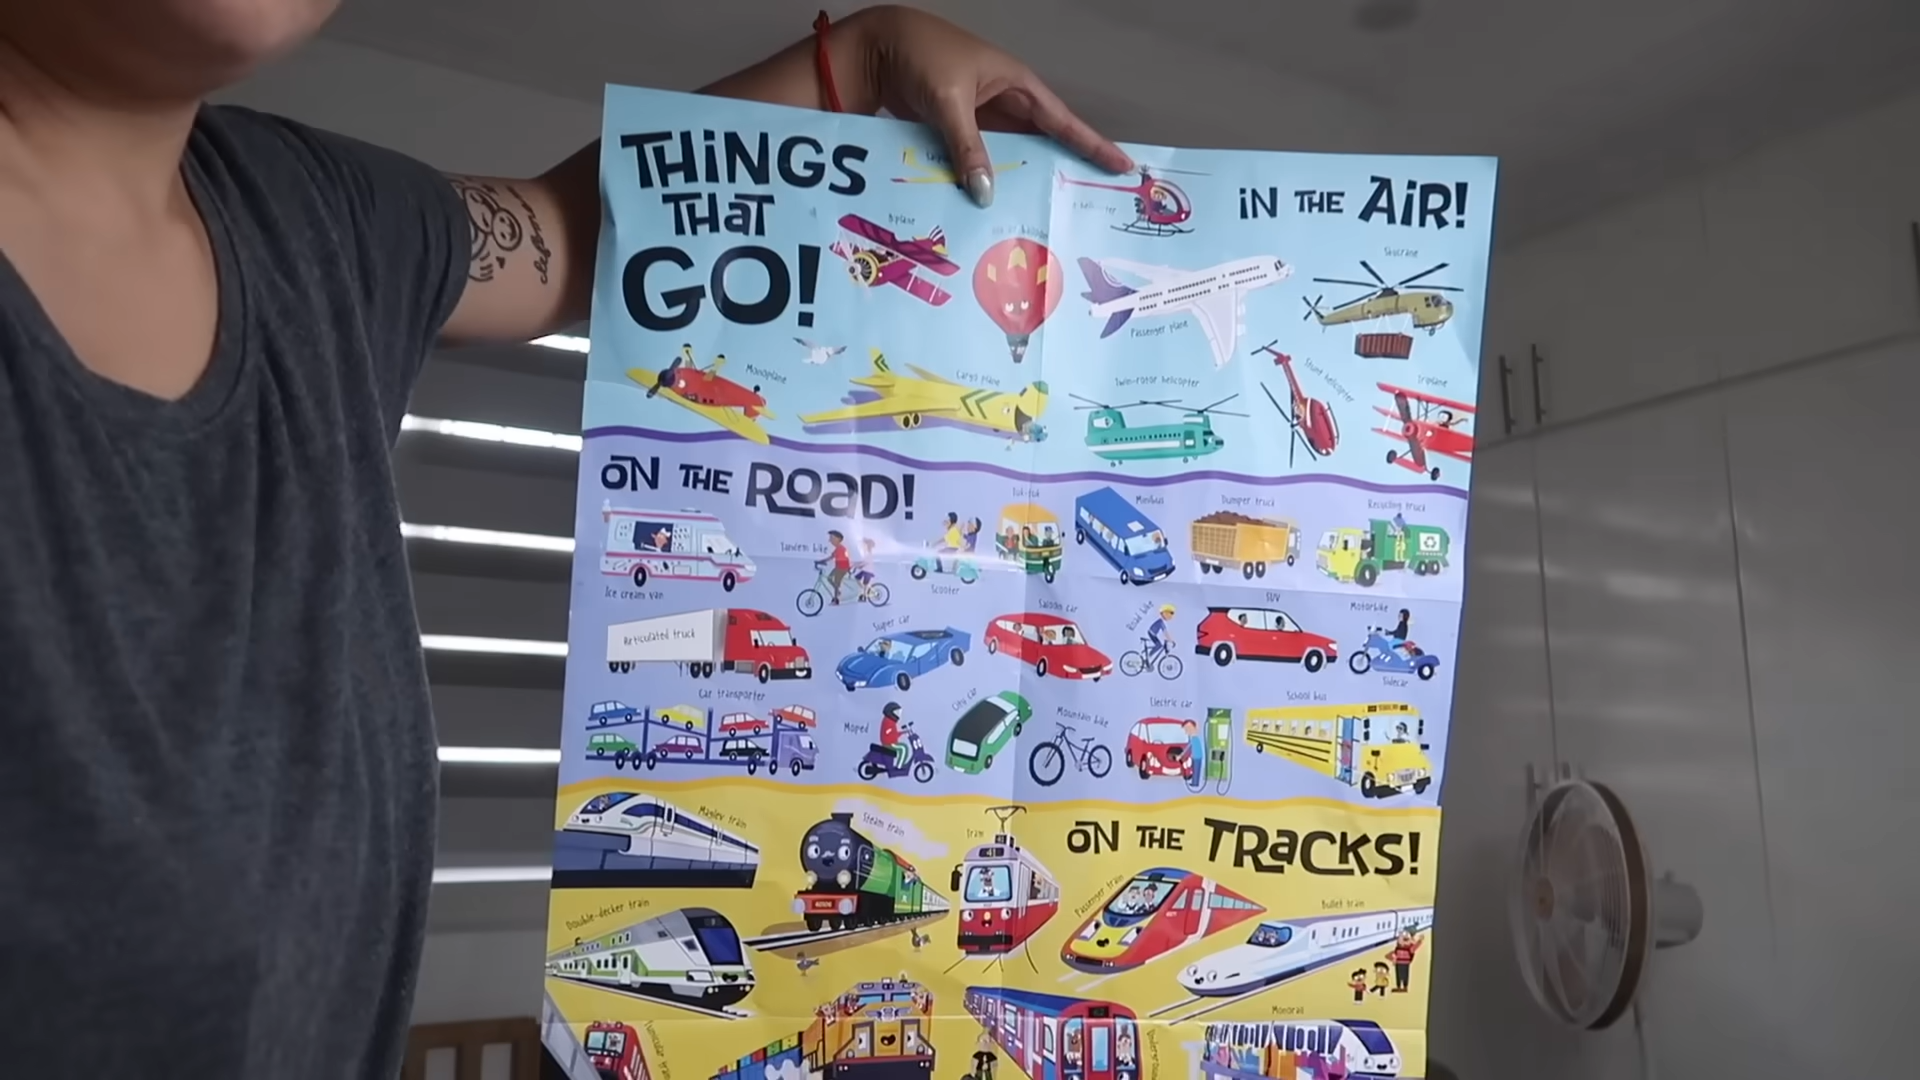 THiNGS
THaT
GO!
iN THE AiR!
Biplane
Skycrane
Passenger plane
Monoplane
Cargo plane
Twin-rotor helicopter
Stunt helicopter
Triplane
ON THE ROaD!
Tuk-tuk
Minibus
Dumper truck
Recycling truck
Tandem bike
Ice cream van
Scooter
Articulated truck
Super car
Saloon car
Road bike
SUV
Motorbike
Sidecar
Car transporter
Moped
City car
Mountain bike
Electric car
School bus
Maglev train
Steam train
Tram
ON THE TRaCKS!
Double-decker train
Passenger train
Bullet train
Funicular train
Monorail